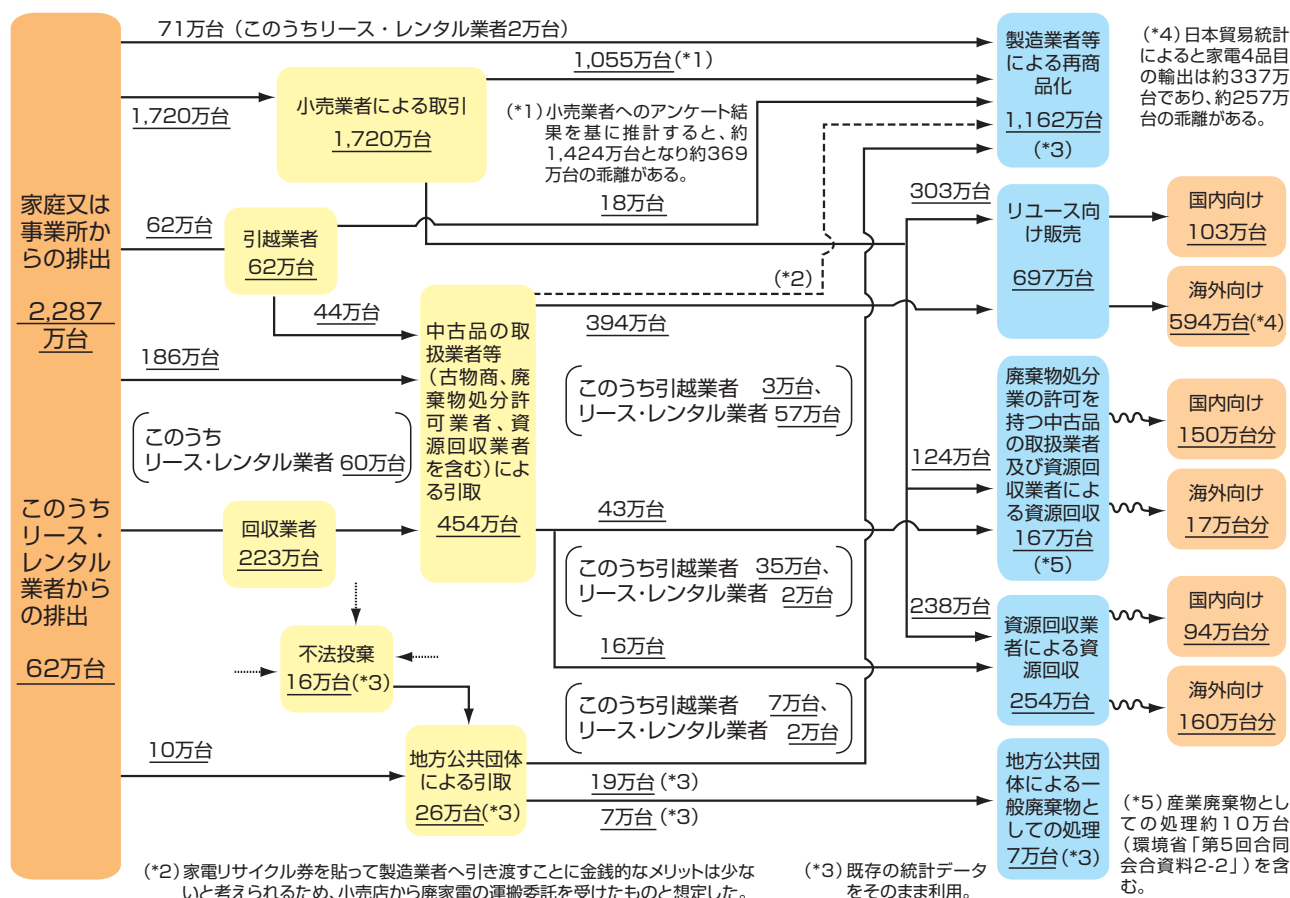 家庭又は
事業所か
らの排出
2,287
万台
このうち
リース・
レンタル
業者から
の排出
62万台
71万台（このうちリース・レンタル業者2万台）
1,720万台
小売業者による取引
1,720万台
1,055万台(*1)
(*1)小売業者へのアンケート結
果を基に推計すると、約
1,424万台となり約369
万台の乖離がある。
62万台
引越業者
62万台
18万台
44万台
186万台
このうち
リース・レンタル業者 60万台
中古品の取
扱業者等
（古物商、廃
棄物処分許
可業者、資
源回収業者
を含む）によ
る引取
454万台
(*2)
394万台
このうち引越業者 3万台、
リース・レンタル業者 57万台
回収業者
223万台
43万台
このうち引越業者 35万台、
リース・レンタル業者 2万台
16万台
このうち引越業者 7万台、
リース・レンタル業者 2万台
不法投棄
16万台(*3)
10万台
地方公共団体
による引取
26万台(*3)
19万台(*3)
7万台(*3)
製造業者等
による再商
品化
1,162万台
(*3)
(*4)日本貿易統計
によると家電4品目
の輸出は約337万
台であり、約257万
台の乖離がある。
303万台
リユース向
け販売
697万台
国内向け
103万台
海外向け
594万台(*4)
124万台
廃棄物処分
業の許可を
持つ中古品
の取扱業者
及び資源回
収業者によ
る資源回収
167万台
(*5)
国内向け
150万台分
海外向け
17万台分
238万台
資源回収業
者による資
源回収
254万台
国内向け
94万台分
海外向け
160万台分
地方公共団
体による一
般廃棄物と
しての処理
7万台(*3)
(*5)産業廃棄物とし
ての処理約10万台
（環境省「第5回合同
会合資料2-2」）を含
む。
(*2)家電リサイクル券を貼って製造業者へ引き渡すことに金銭的なメリットは少な
いと考えられるため、小売店から廃家電の運搬委託を受けたものと想定した。
(*3)既存の統計データ
をそのまま利用。